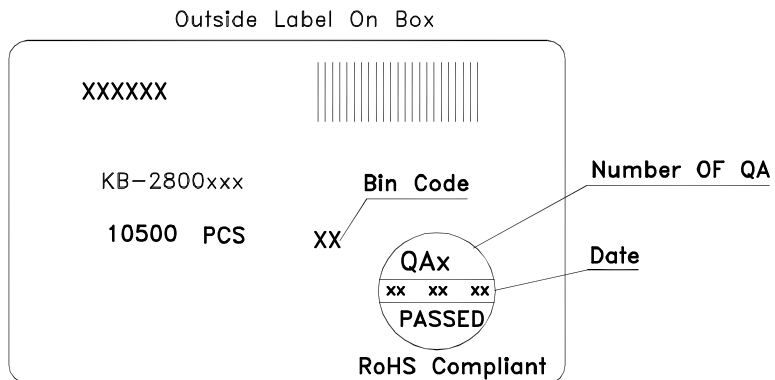 Outside Label On Box
XXXXXX
KB-2800xxx
Bin Code
Number OF QA
10500 PCS
XX
QAx
Date
xx xx xx
PASSED
RoHS Compliant